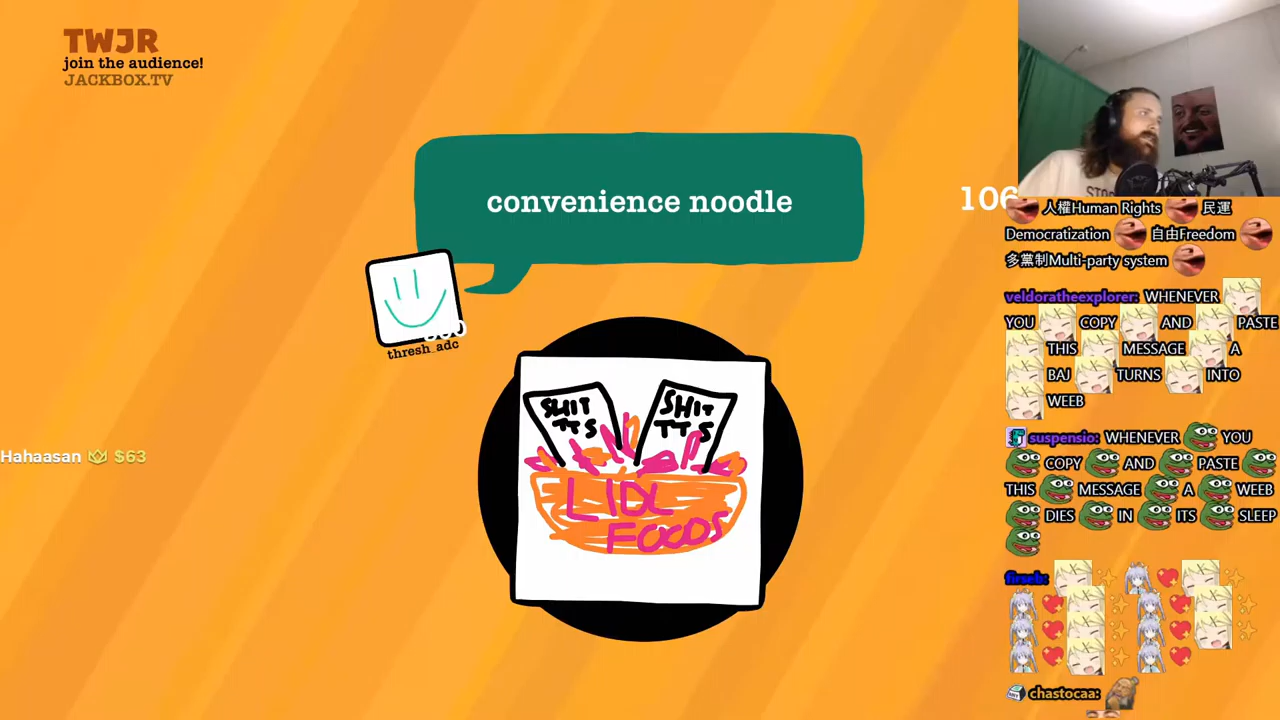 TWJR
join the audience!
JACKBOX.TV
convenience noodle
106
thresh_adc
SHIT
TTS
SHIT
TTS
LIDL
FOODS
Hahaasan $63
人權Human Rights 民運
Democratization 自由Freedom
多黨制Multi-party system
veldoratheexplorer: WHENEVER
YOU COPY AND PASTE
THIS MESSAGE A
BAJ TURNS INTO
WEEB
suspensio: WHENEVER YOU
COPY AND PASTE
THIS MESSAGE A WEEB
DIES IN ITS SLEEP
firseb:
chastocaa: